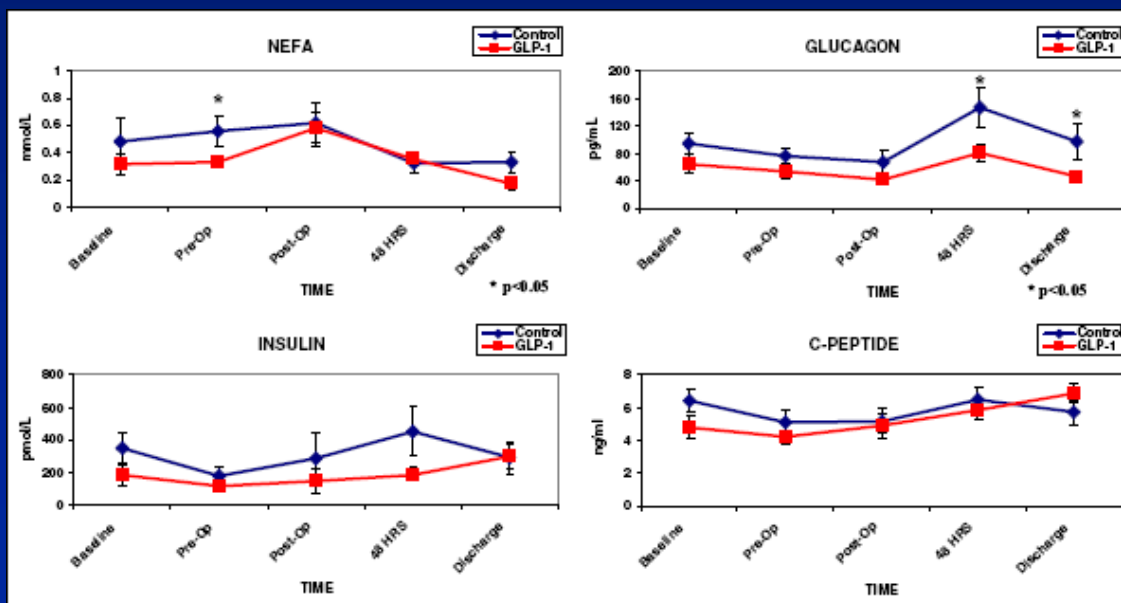 NEFA
Control
GLP-1
1
0.8
0.6
0.4
0.2
0
mmol/L
*
Baseline
Pre-Op
Post-Op
48 HRS
Discharge
TIME
* p<0.05
GLUCAGON
Control
GLP-1
200
160
120
80
40
0
pg/mL
*
*
Baseline
Pre-Op
Post-Op
48 HRS
Discharge
TIME
* p<0.05
INSULIN
Control
GLP-1
800
600
400
200
0
pmol/L
Baseline
Pre-Op
Post-Op
48 HRS
Discharge
TIME
C-PEPTIDE
Control
GLP-1
8
6
4
2
0
ng/ml
Baseline
Pre-Op
Post-Op
48 HRS
Discharge
TIME